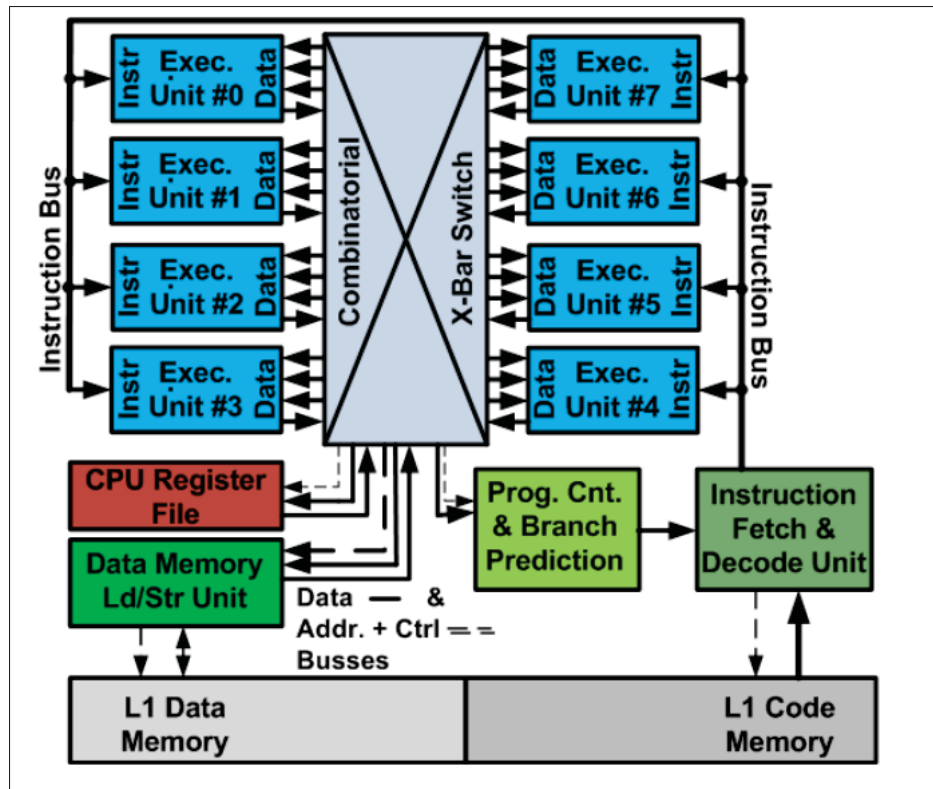 Instr
Exec.
Unit #0
Data
Instr
Exec.
Unit #1
Data
Instr
Exec.
Unit #2
Data
Instr
Exec.
Unit #3
Data
Instruction Bus
Combinatorial
X-Bar Switch
Data
Exec.
Unit #7
Instr
Data
Exec.
Unit #6
Instr
Data
Exec.
Unit #5
Instr
Data
Exec.
Unit #4
Instr
Instruction Bus
CPU Register
File
Data Memory
Ld/Str Unit
Data &
Addr. + Ctrl
Busses
Prog. Cnt.
& Branch
Prediction
Instruction
Fetch &
Decode Unit
L1 Data
Memory
L1 Code
Memory